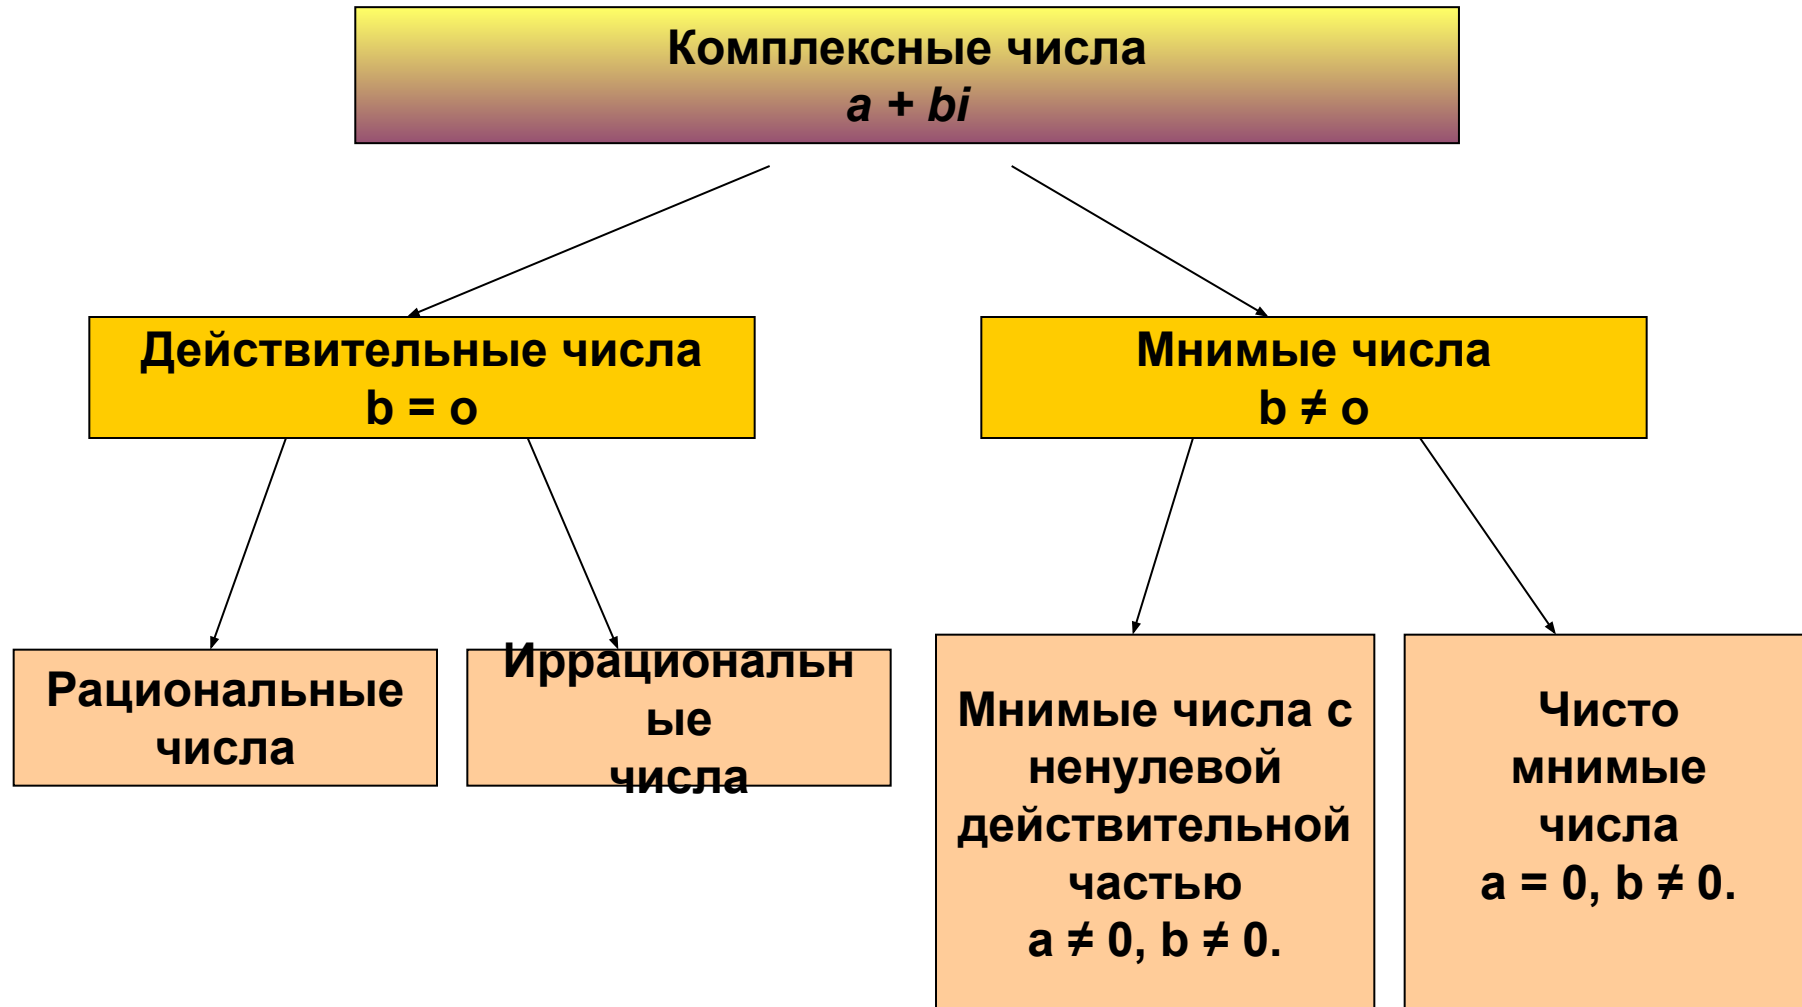 Комплексные числа
a + bi
Действительные числа
b = o
Мнимые числа
b ≠ o
Рациональные
числа
Иррациональн
ые
числа
Мнимые числа с
ненулевой
действительной
частью
a ≠ 0, b ≠ 0.
Чисто
мнимые
числа
a = 0, b ≠ 0.